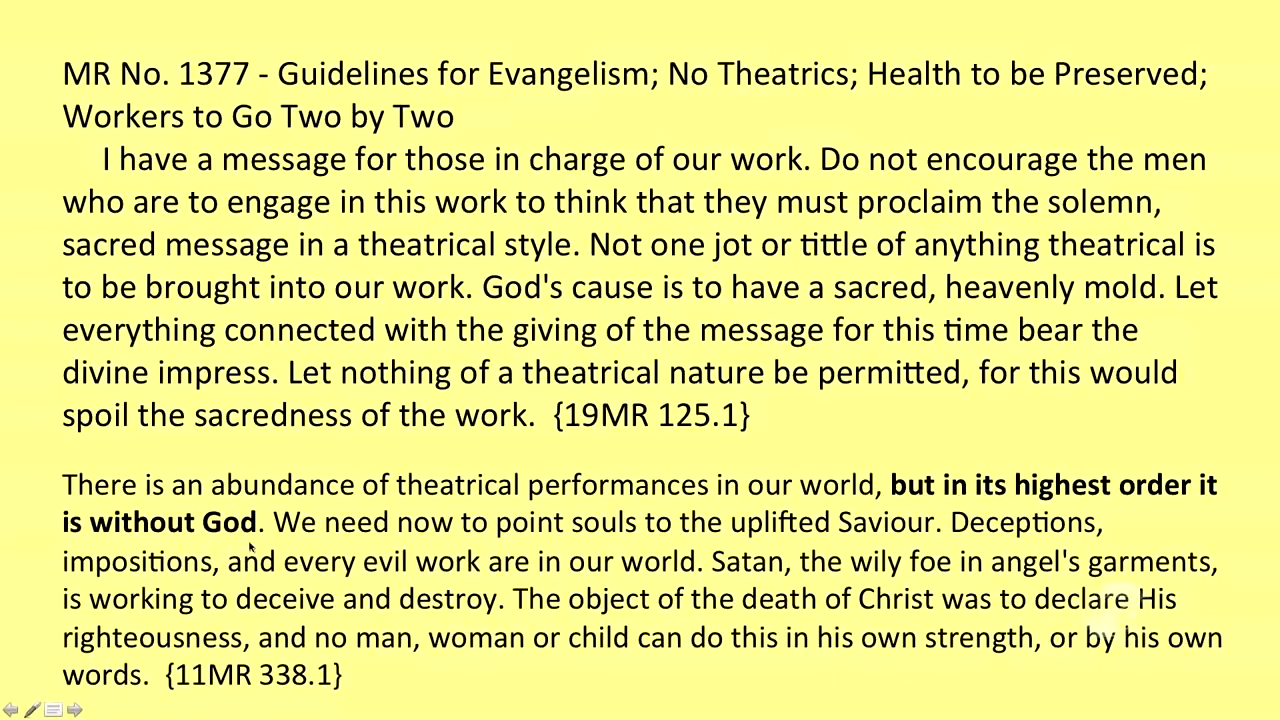 MR No. 1377 - Guidelines for Evangelism; No Theatrics; Health to be Preserved;
Workers to Go Two by Two
I have a message for those in charge of our work. Do not encourage the men
who are to engage in this work to think that they must proclaim the solemn,
sacred message in a theatrical style. Not one jot or tittle of anything theatrical is
to be brought into our work. God's cause is to have a sacred, heavenly mold. Let
everything connected with the giving of the message for this time bear the
divine impress. Let nothing of a theatrical nature be permitted, for this would
spoil the sacredness of the work.  {19MR 125.1}
There is an abundance of theatrical performances in our world, but in its highest order it
is without God. We need now to point souls to the uplifted Saviour. Deceptions,
impositions, and every evil work are in our world. Satan, the wily foe in angel's garments,
is working to deceive and destroy. The object of the death of Christ was to declare His
righteousness, and no man, woman or child can do this in his own strength, or by his own
words.  {11MR 338.1}